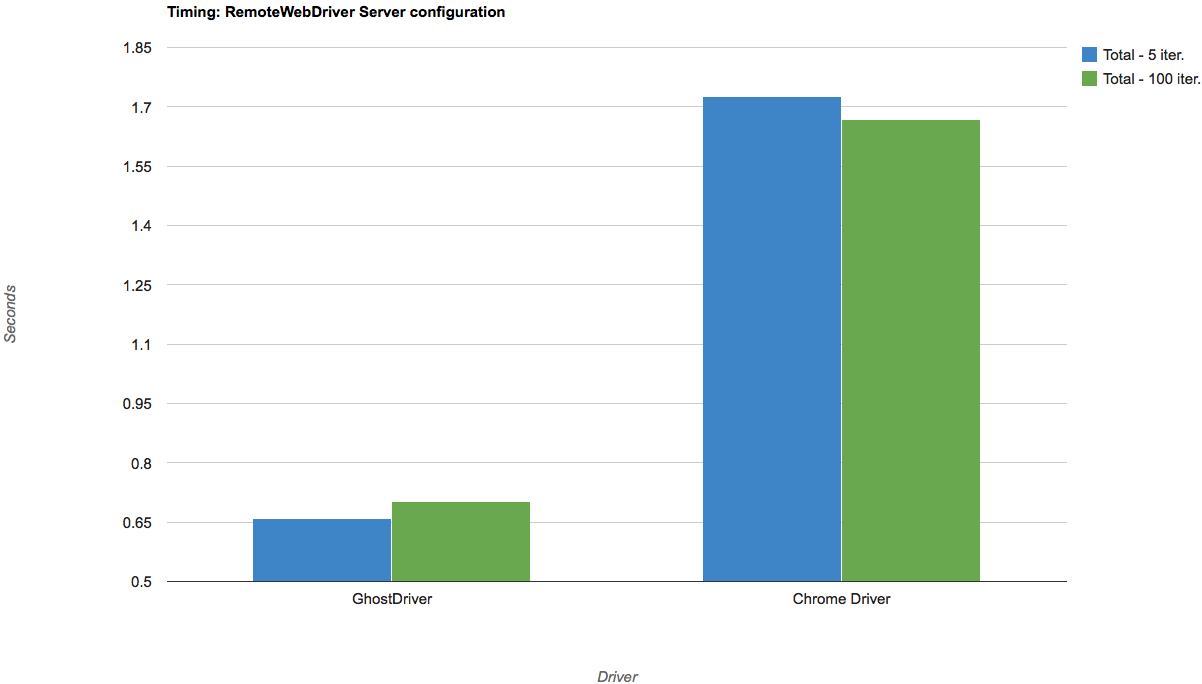 Timing: RemoteWebDriver Server configuration
1.85
1.7
1.55
1.4
1.25
1.1
0.95
0.8
0.65
0.5
Seconds
GhostDriver
Chrome Driver
Driver
Total - 5 iter.
Total - 100 iter.